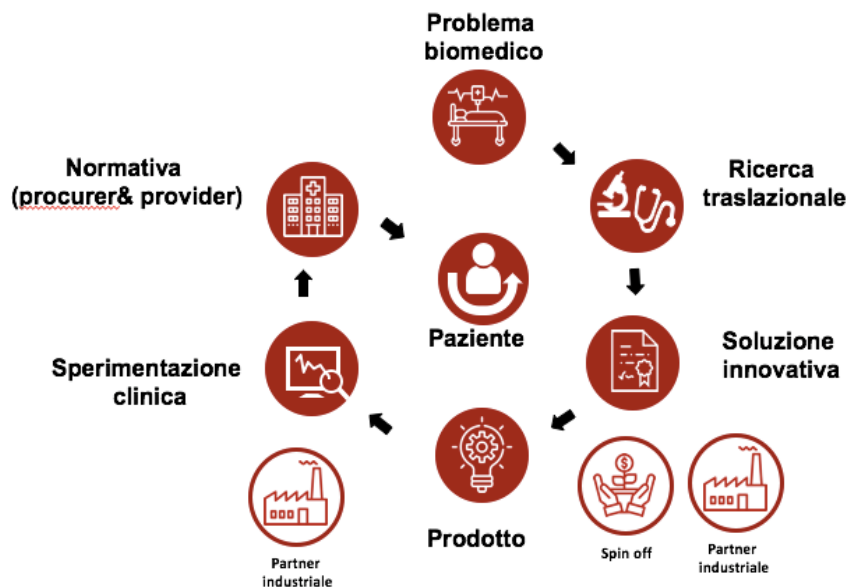 Problema
biomedico
Normativa
(procurer& provider)
Ricerca
traslazionale
Paziente
Sperimentazione
clinica
Soluzione
innovativa
Prodotto
Partner
industriale
Spin off
Partner
industriale